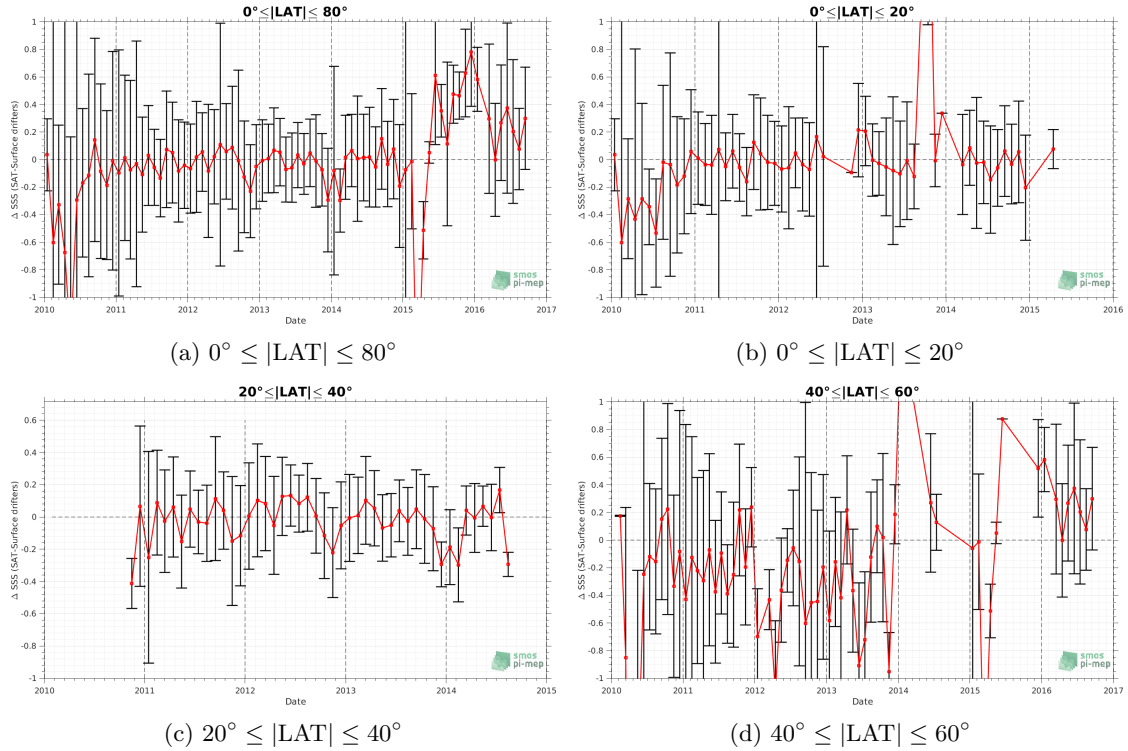 0°≤|LAT|≤ 80°
Δ SSS (SAT-Surface drifters)
1
0.8
0.6
0.4
0.2
0
-0.2
-0.4
-0.6
-0.8
-1
2010 2011 2012 2013 2014 2015 2016 2017
Date
smos
pi-mep
(a) 0° ≤ |LAT| ≤ 80°
0°≤|LAT|≤ 20°
Δ SSS (SAT-Surface drifters)
1
0.8
0.6
0.4
0.2
0
-0.2
-0.4
-0.6
-0.8
-1
2010 2011 2012 2013 2014 2015 2016
Date
smos
pi-mep
(b) 0° ≤ |LAT| ≤ 20°
20°≤|LAT|≤ 40°
Δ SSS (SAT-Surface drifters)
0.6
0.4
0.2
0
-0.2
-0.4
-0.6
-0.8
-1
2010 2011 2012 2013 2014 2015
Date
smos
pi-mep
(c) 20° ≤ |LAT| ≤ 40°
40°≤|LAT|≤ 60°
Δ SSS (SAT-Surface drifters)
1
0.8
0.6
0.4
0.2
0
-0.2
-0.4
-0.6
-0.8
-1
2010 2011 2012 2013 2014 2015 2016 2017
Date
smos
pi-mep
(d) 40° ≤ |LAT| ≤ 60°